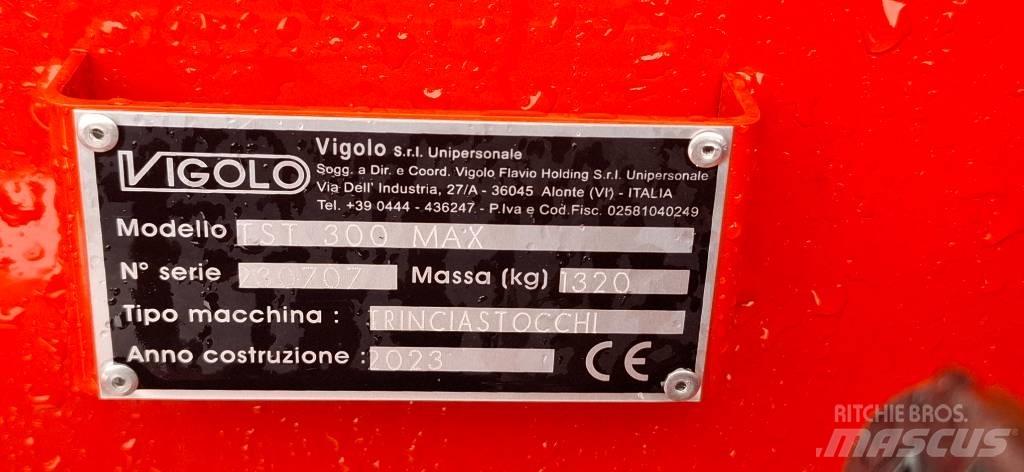 VIGOLO
Vigolo S.r.l. Unipersonale
Sogg. a Dir. e Coord. Vigolo Flavio Holding S.r.l. Unipersonale
Via Dell' Industria, 27/A - 36045 Alonte (VI) - ITALIA
Tel. +39 0444 - 436247 - P.Iva e Cod.Fisc. 02581040249
Modello TST 300 MAX
N° serie 230707 Massa (kg) 1320
Tipo macchina : TRINCIASTOCCHI
Anno costruzione : 2023 CE
RITCHIE BROS.
MASCUS